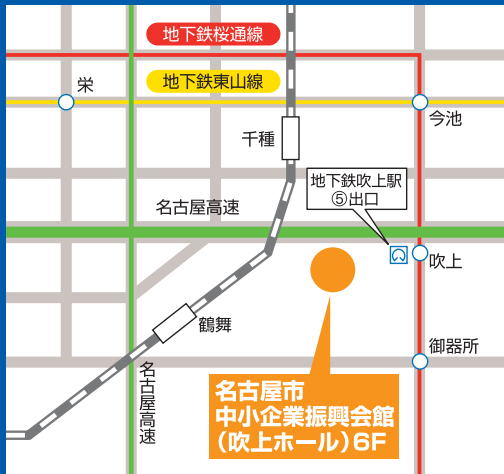 地下鉄桜通線
地下鉄東山線
栄
今池
千種
地下鉄吹上駅
⑤出口
名古屋高速
吹上
鶴舞
御器所
名古屋高速
名古屋市
中小企業振興会館
(吹上ホール)6F